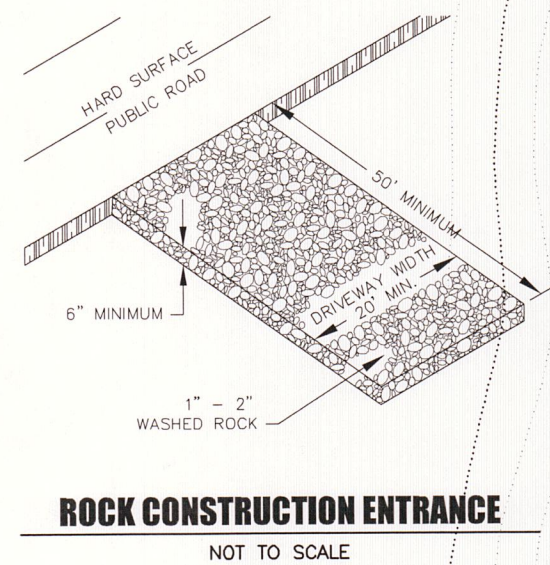 HARD SURFACE
PUBLIC ROAD
50' MINIMUM
DRIVEWAY WIDTH
20' MIN.
6" MINIMUM
1" - 2"
WASHED ROCK
ROCK CONSTRUCTION ENTRANCE
NOT TO SCALE